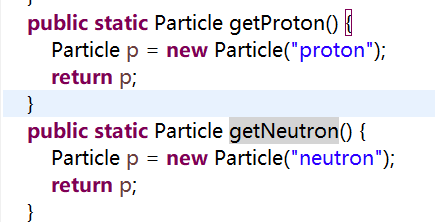 }
public static Particle getProton() {
Particle p = new Particle("proton");
return p;
}
public static Particle getNeutron() {
Particle p = new Particle("neutron");
return p;
}